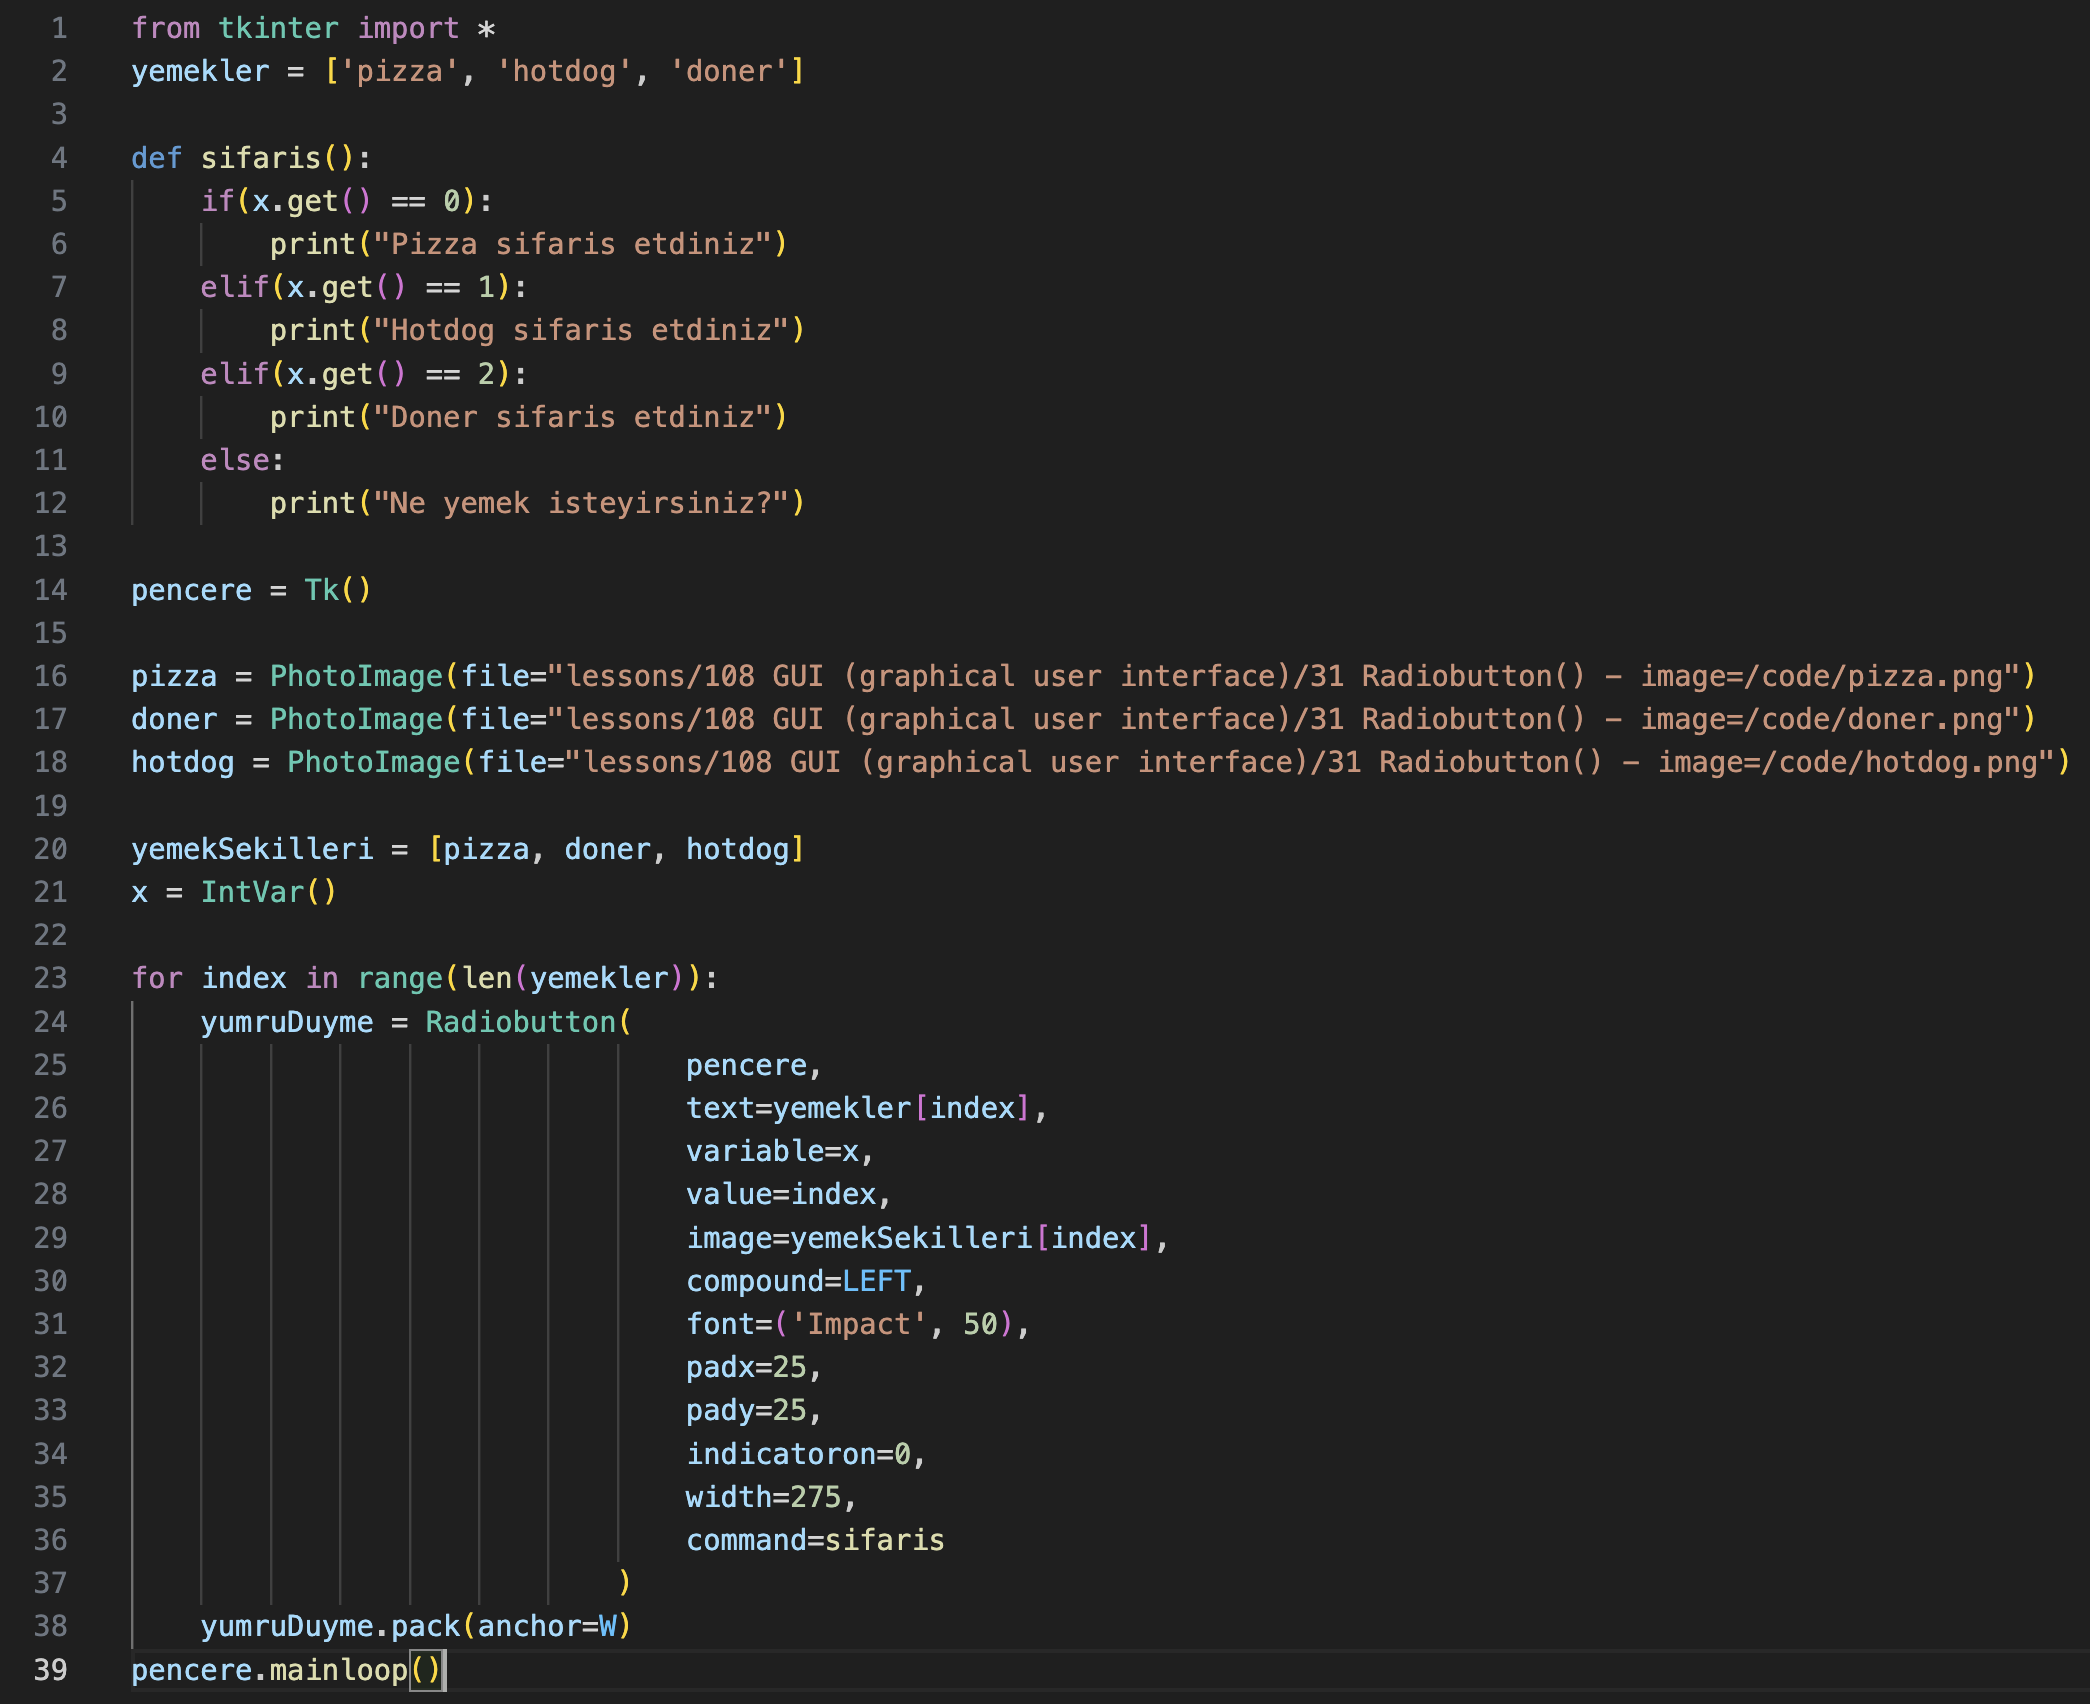 1 from tkinter import *
2 yemekler = ['pizza', 'hotdog', 'doner']
3
4 def sifaris():
5     if(x.get() == 0):
6         print("Pizza sifaris etdiniz")
7     elif(x.get() == 1):
8         print("Hotdog sifaris etdiniz")
9     elif(x.get() == 2):
10         print("Doner sifaris etdiniz")
11     else:
12         print("Ne yemek isteyirsiniz?")
13
14 pencere = Tk()
15
16 pizza = PhotoImage(file="lessons/108 GUI (graphical user interface)/31 Radiobutton() – image=/code/pizza.png")
17 doner = PhotoImage(file="lessons/108 GUI (graphical user interface)/31 Radiobutton() – image=/code/doner.png")
18 hotdog = PhotoImage(file="lessons/108 GUI (graphical user interface)/31 Radiobutton() – image=/code/hotdog.png")
19
20 yemekSekilleri = [pizza, doner, hotdog]
21 x = IntVar()
22
23 for index in range(len(yemekler)):
24     yumruDuyme = Radiobutton(
25                                 pencere,
26                                 text=yemekler[index],
27                                 variable=x,
28                                 value=index,
29                                 image=yemekSekilleri[index],
30                                 compound=LEFT,
31                                 font=('Impact', 50),
32                                 padx=25,
33                                 pady=25,
34                                 indicatoron=0,
35                                 width=275,
36                                 command=sifaris
37                             )
38     yumruDuyme.pack(anchor=W)
39 pencere.mainloop()